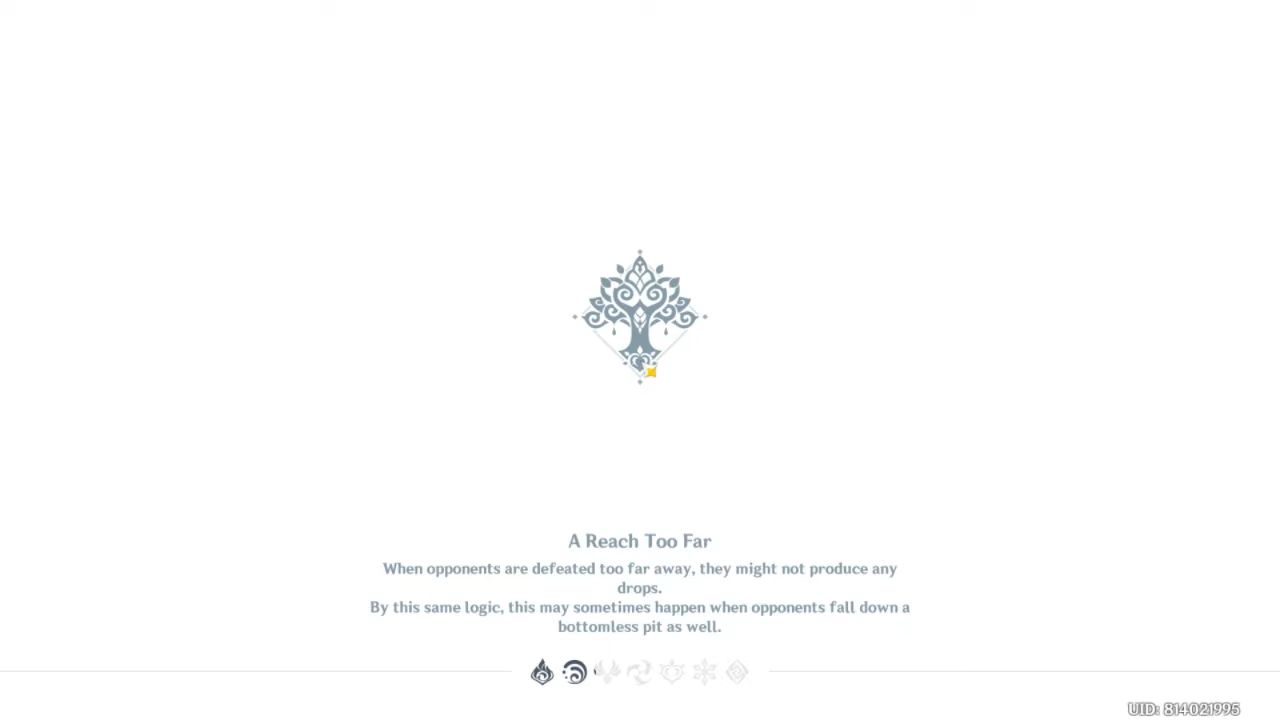 A Reach Too Far
When opponents are defeated too far away, they might not produce any
drops.
By this same logic, this may sometimes happen when opponents fall down a
bottomless pit as well.
UID: 814021995